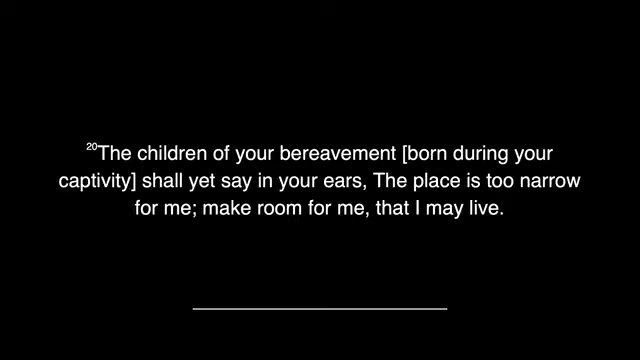 20The children of your bereavement [born during your
captivity] shall yet say in your ears, The place is too narrow
for me; make room for me, that I may live.